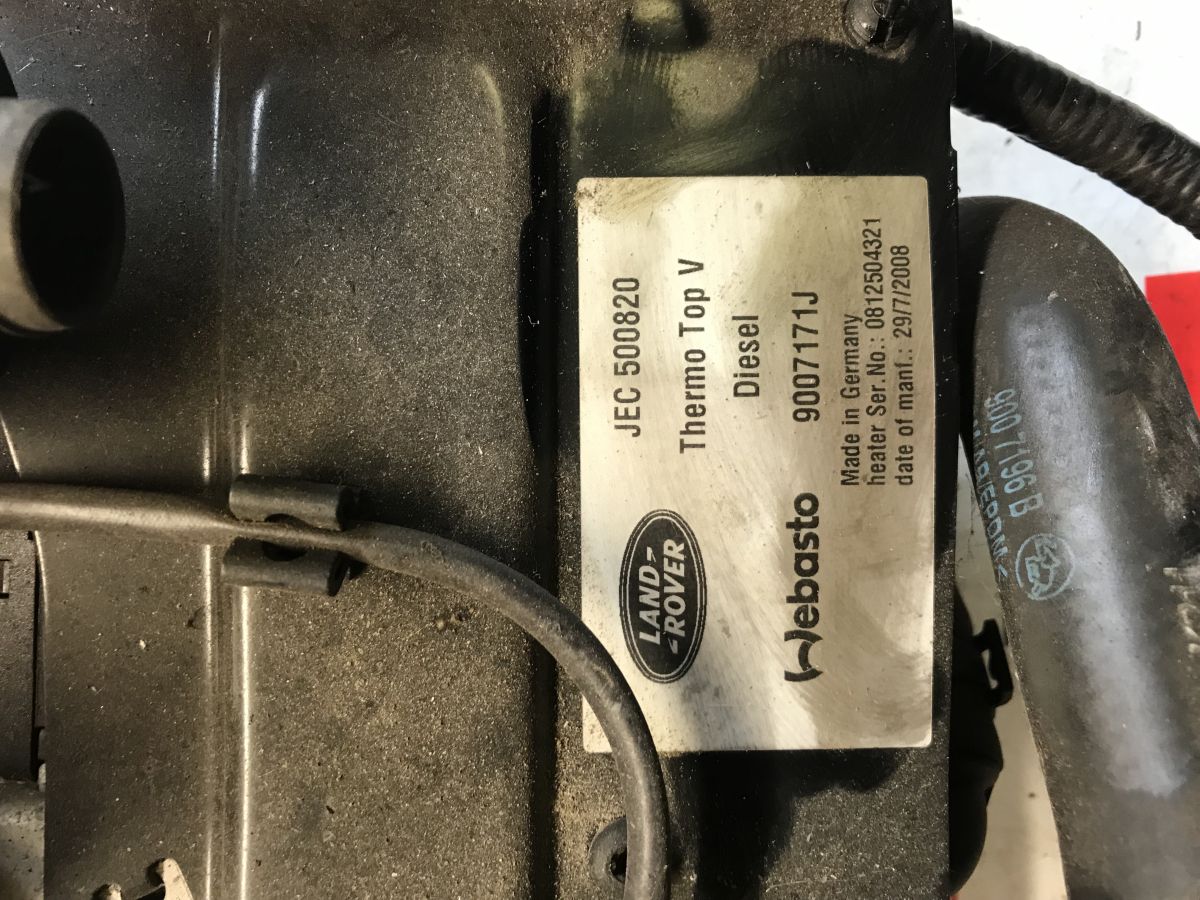 JEC 500820
Thermo Top V
Diesel
LAND
ROVER
Webasto
9007171J
Made in Germany
heater Ser.No.: 0812504321
date of manf.: 29/7/2008
9007196 B